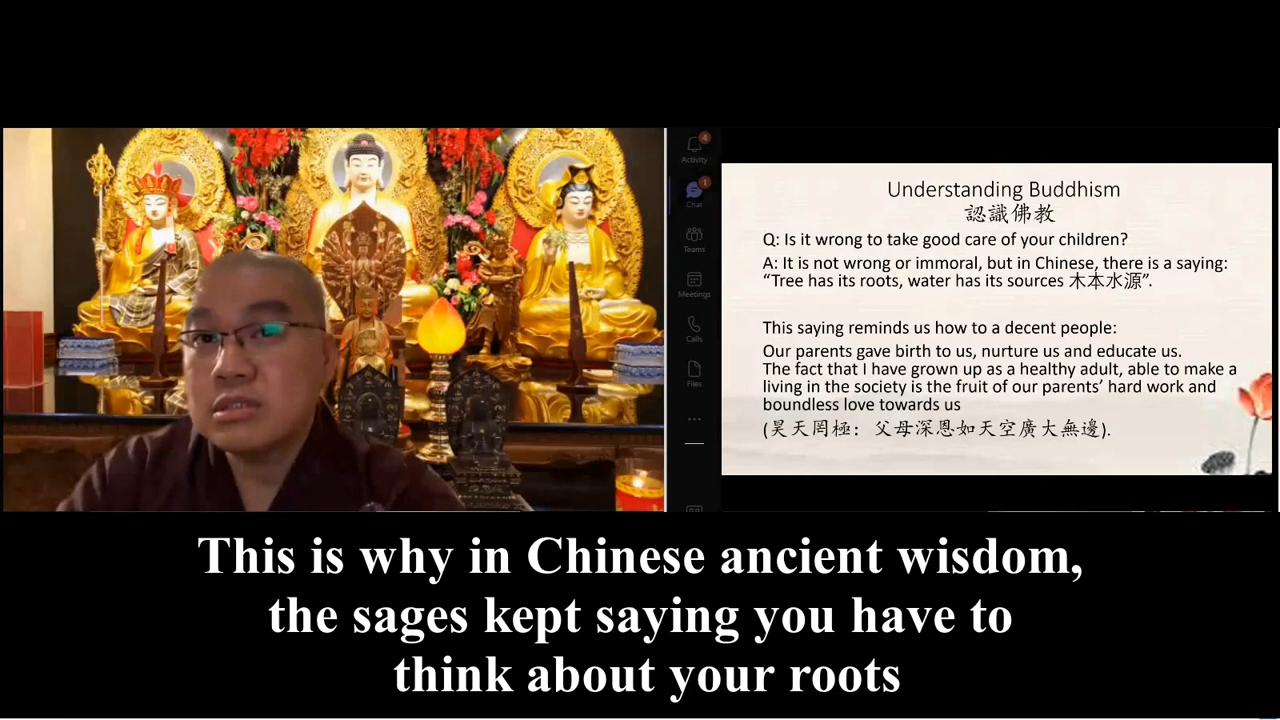 Activity
4
Chat
1
Teams
Meetings
Calls
Files
Understanding Buddhism
認識佛教
Q: Is it wrong to take good care of your children?
A: It is not wrong or immoral, but in Chinese, there is a saying:
“Tree has its roots, water has its sources 木本水源”.
This saying reminds us how to a decent people:
Our parents gave birth to us, nurture us and educate us.
The fact that I have grown up as a healthy adult, able to make a
living in the society is the fruit of our parents’ hard work and
boundless love towards us
(昊天罔極：父母深恩如天空廣大無邊).
This is why in Chinese ancient wisdom,
the sages kept saying you have to
think about your roots